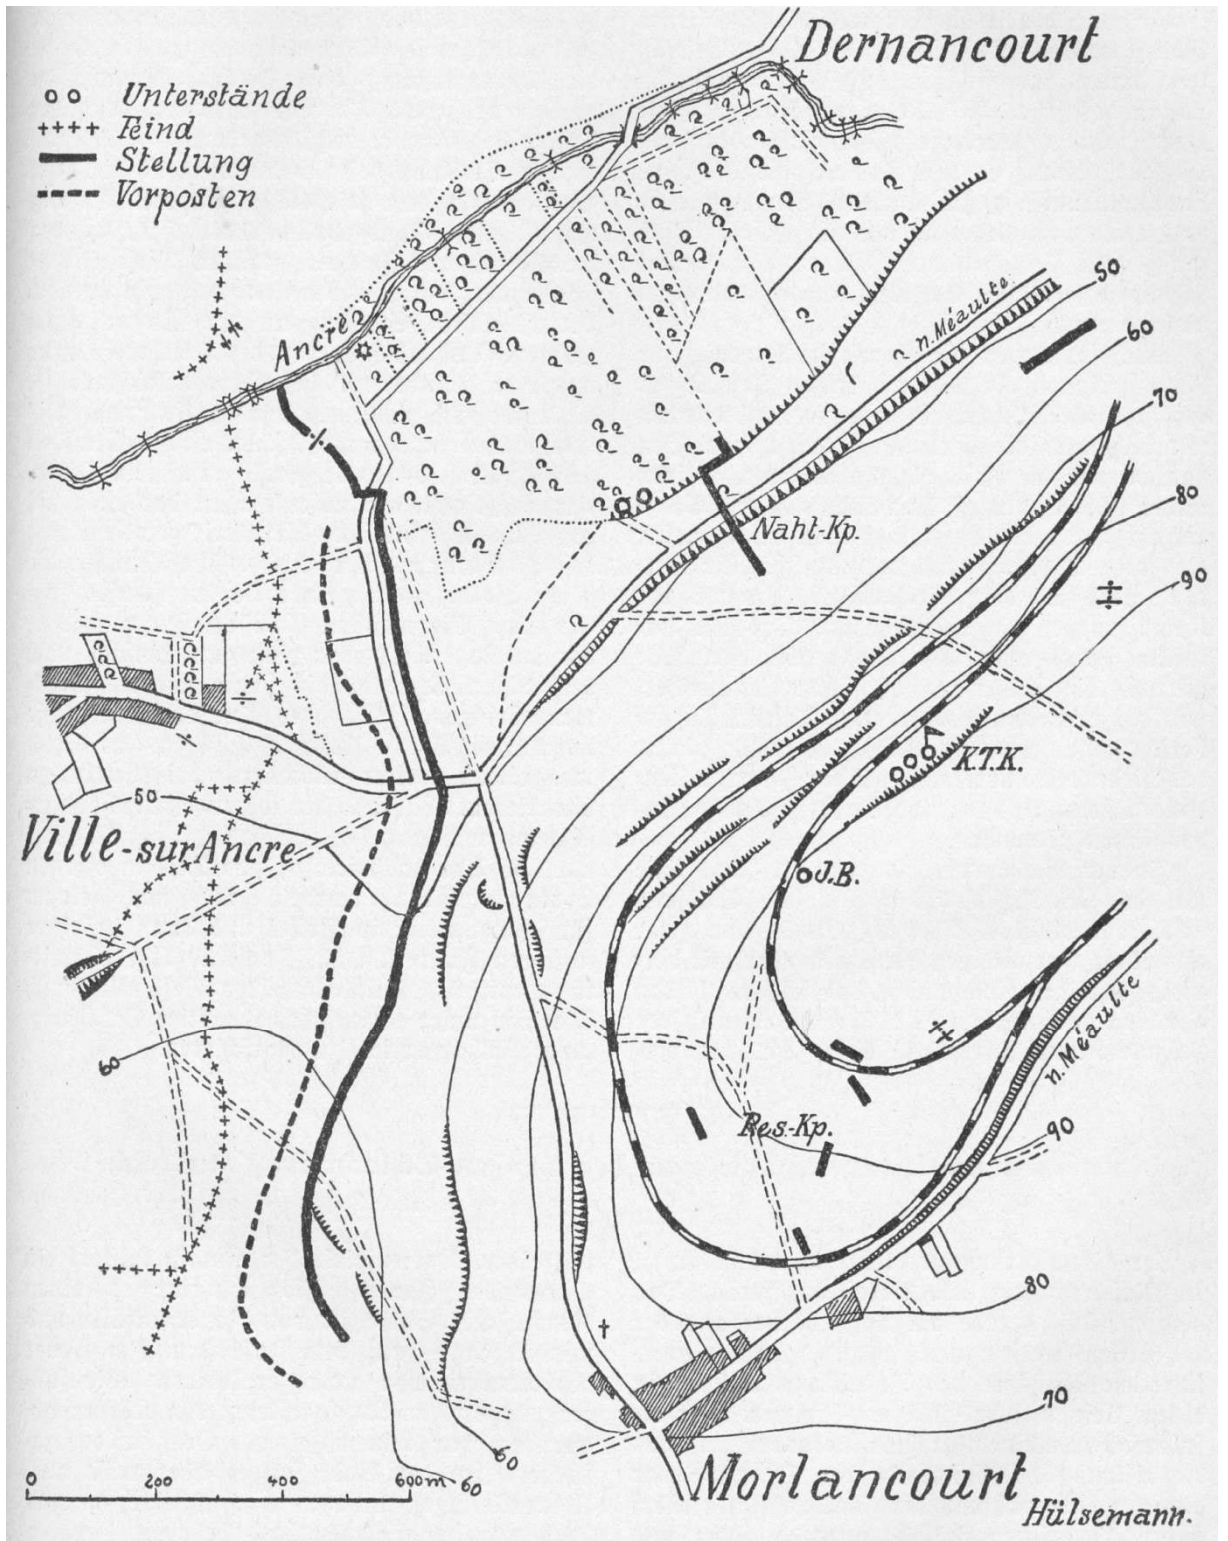 Dernancourt
Unterstände
Feind
Stellung
Vorposten
50
n. Méaulte
60
Ancre
70
80
Naht-Kp.
90
K.T.K.
50
J.B.
Ville-sur Ancre
n. Méaulte
60
90
Res.-Kp.
80
70
60
60
0 200 400 600m
Morlancourt
Hülsemann.